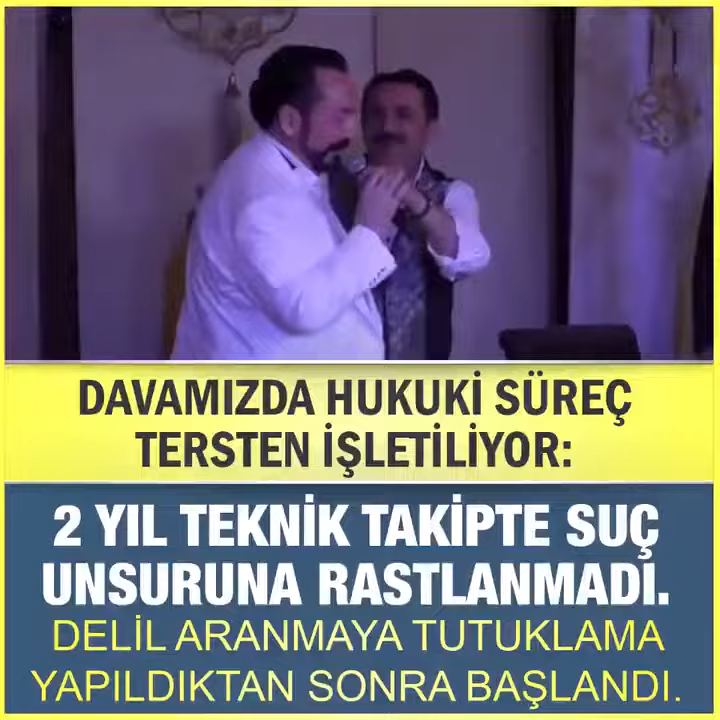 DAVAMIZDA HUKUKİ SÜREÇ
TERSTEN İŞLETİLİYOR:
2 YIL TEKNİK TAKİPTE SUÇ
UNSURUNA RASTLANMADI.
DELİL ARANMAYA TUTUKLAMA
YAPILDIKTAN SONRA BAŞLANDI.